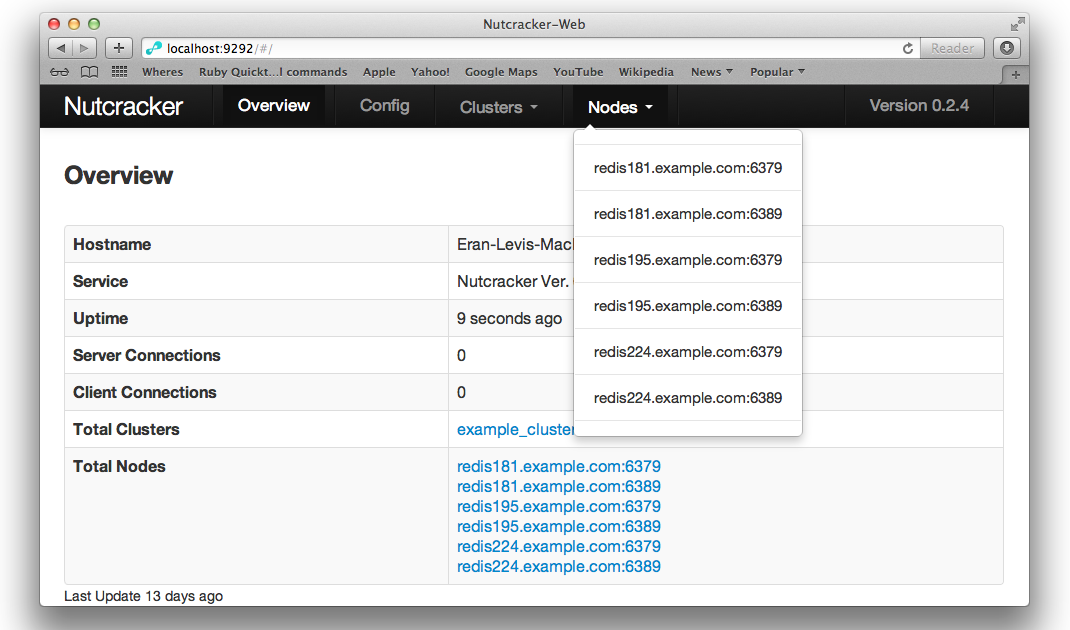 Nutcracker-Web
localhost:9292/#/
Reader
Wheres Ruby Quickt...l commands Apple Yahoo! Google Maps YouTube Wikipedia News Popular
Nutcracker Overview Config Clusters Nodes Version 0.2.4
redis181.example.com:6379
redis181.example.com:6389
redis195.example.com:6379
redis195.example.com:6389
redis224.example.com:6379
redis224.example.com:6389
Overview
Hostname Eran-Levis-Mac
Service Nutcracker Ver.
Uptime 9 seconds ago
Server Connections 0
Client Connections 0
Total Clusters example_cluster
Total Nodes redis181.example.com:6379
redis181.example.com:6389
redis195.example.com:6379
redis195.example.com:6389
redis224.example.com:6379
redis224.example.com:6389
Last Update 13 days ago